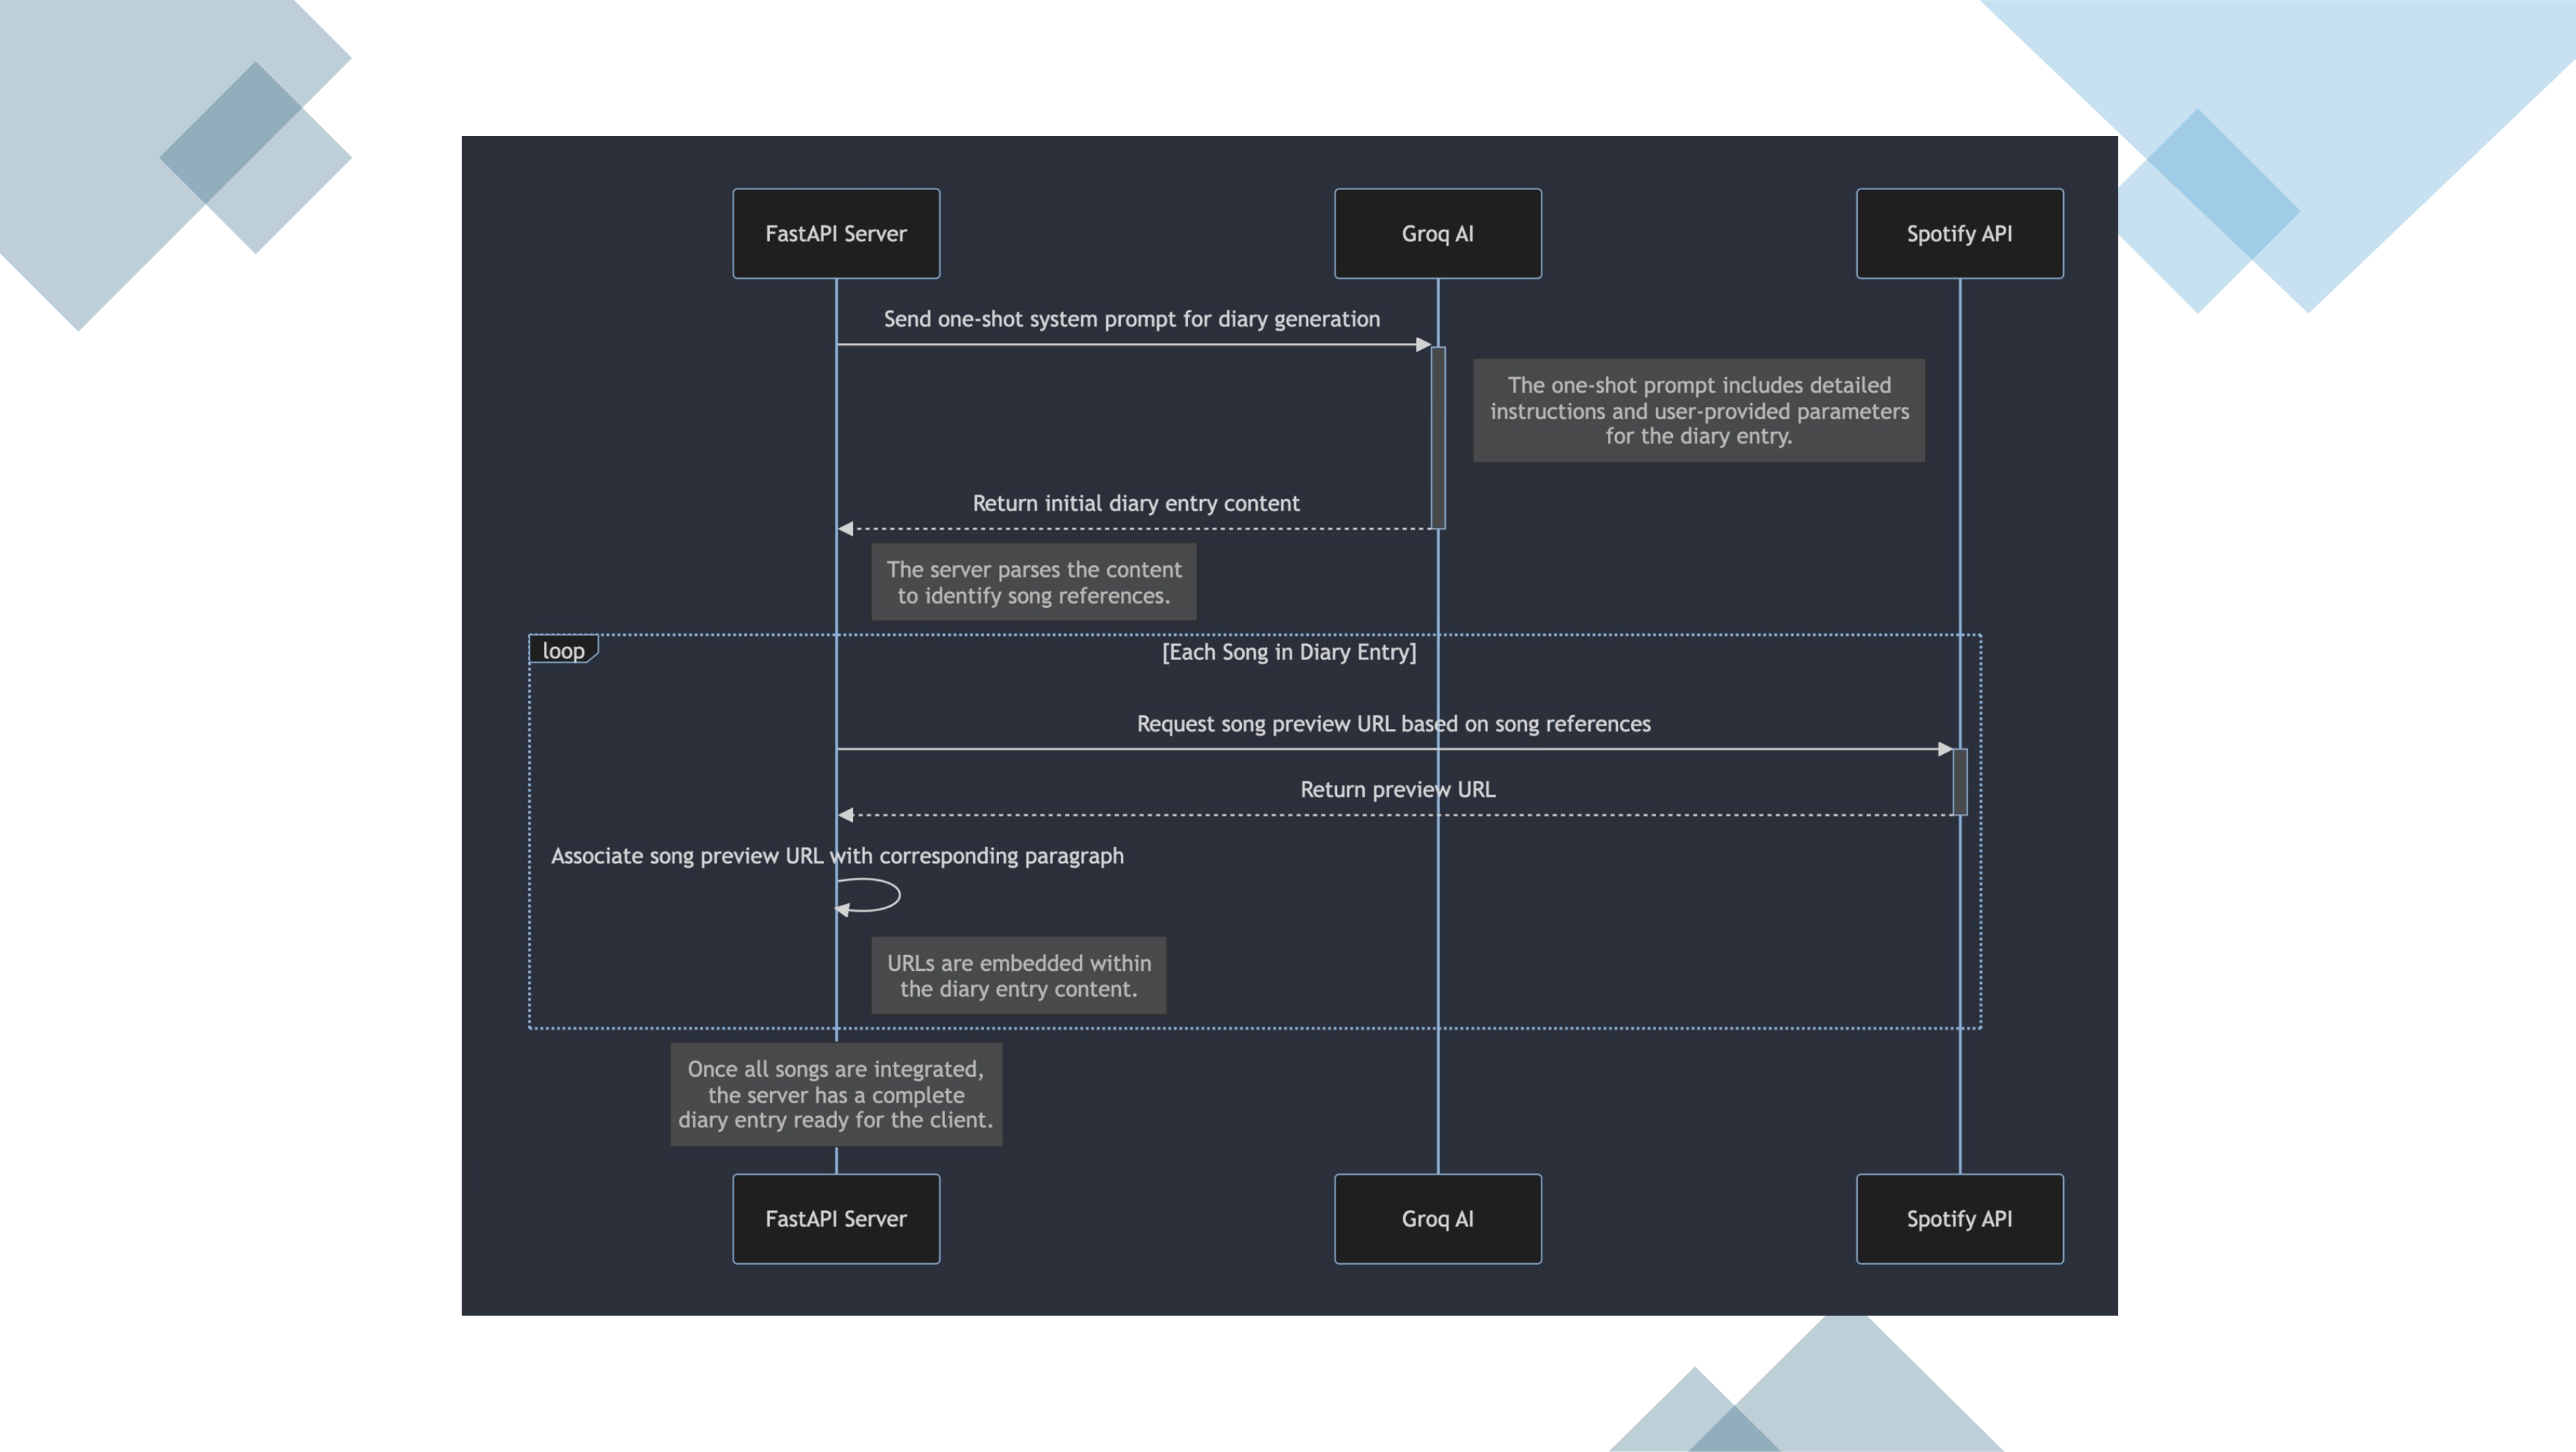 FastAPI Server
Groq AI
Spotify API
Send one-shot system prompt for diary generation
The one-shot prompt includes detailed
instructions and user-provided parameters
for the diary entry.
Return initial diary entry content
The server parses the content
to identify song references.
loop
[Each Song in Diary Entry]
Request song preview URL based on song references
Return preview URL
Associate song preview URL with corresponding paragraph
URLs are embedded within
the diary entry content.
Once all songs are integrated,
the server has a complete
diary entry ready for the client.
FastAPI Server
Groq AI
Spotify API